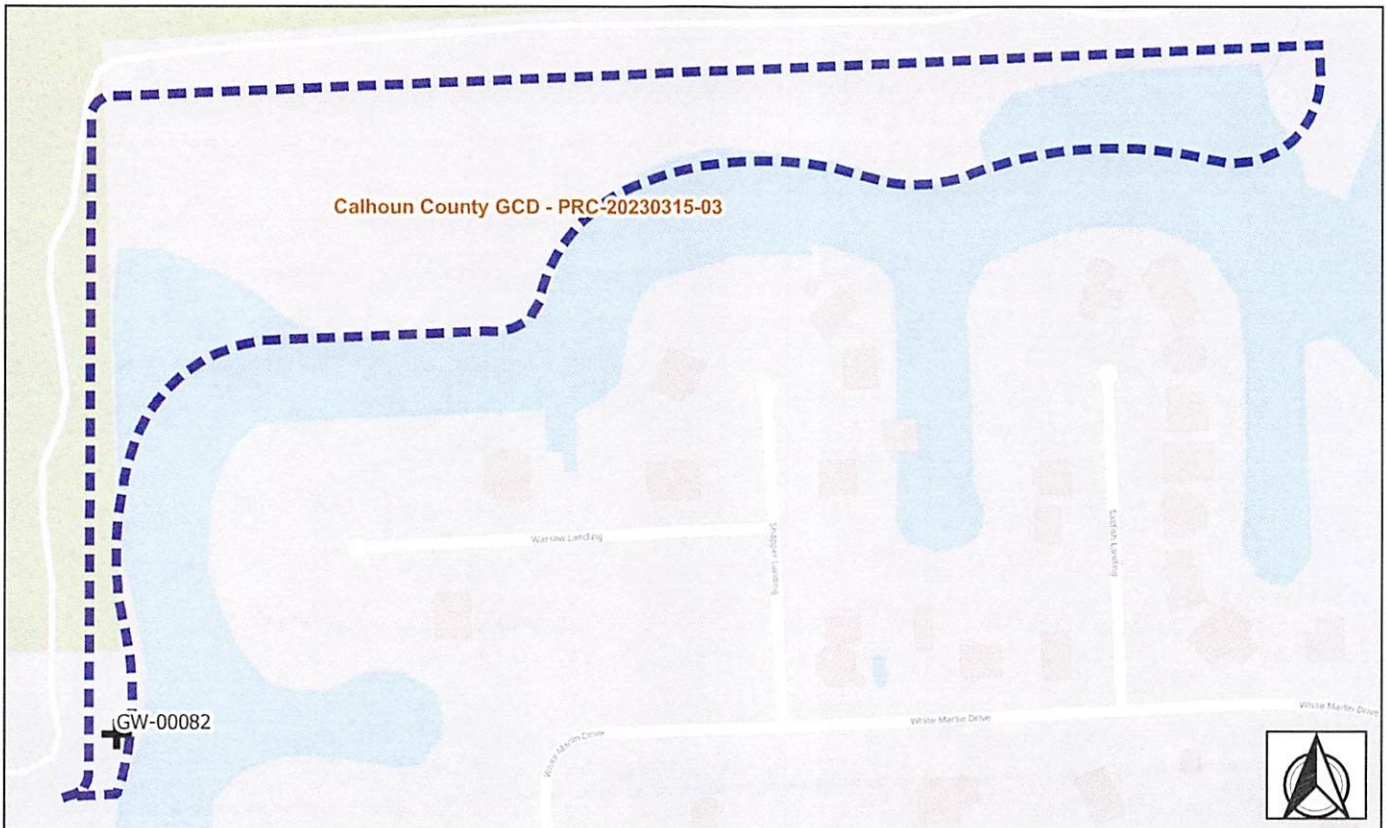 Calhoun County GCD - PRC-20230315-03
Warsaw Landing
Snapper Landing
Sailfish Landing
GW-00082
White Marlin Drive
White Marlin Drive
White Marlin Drive